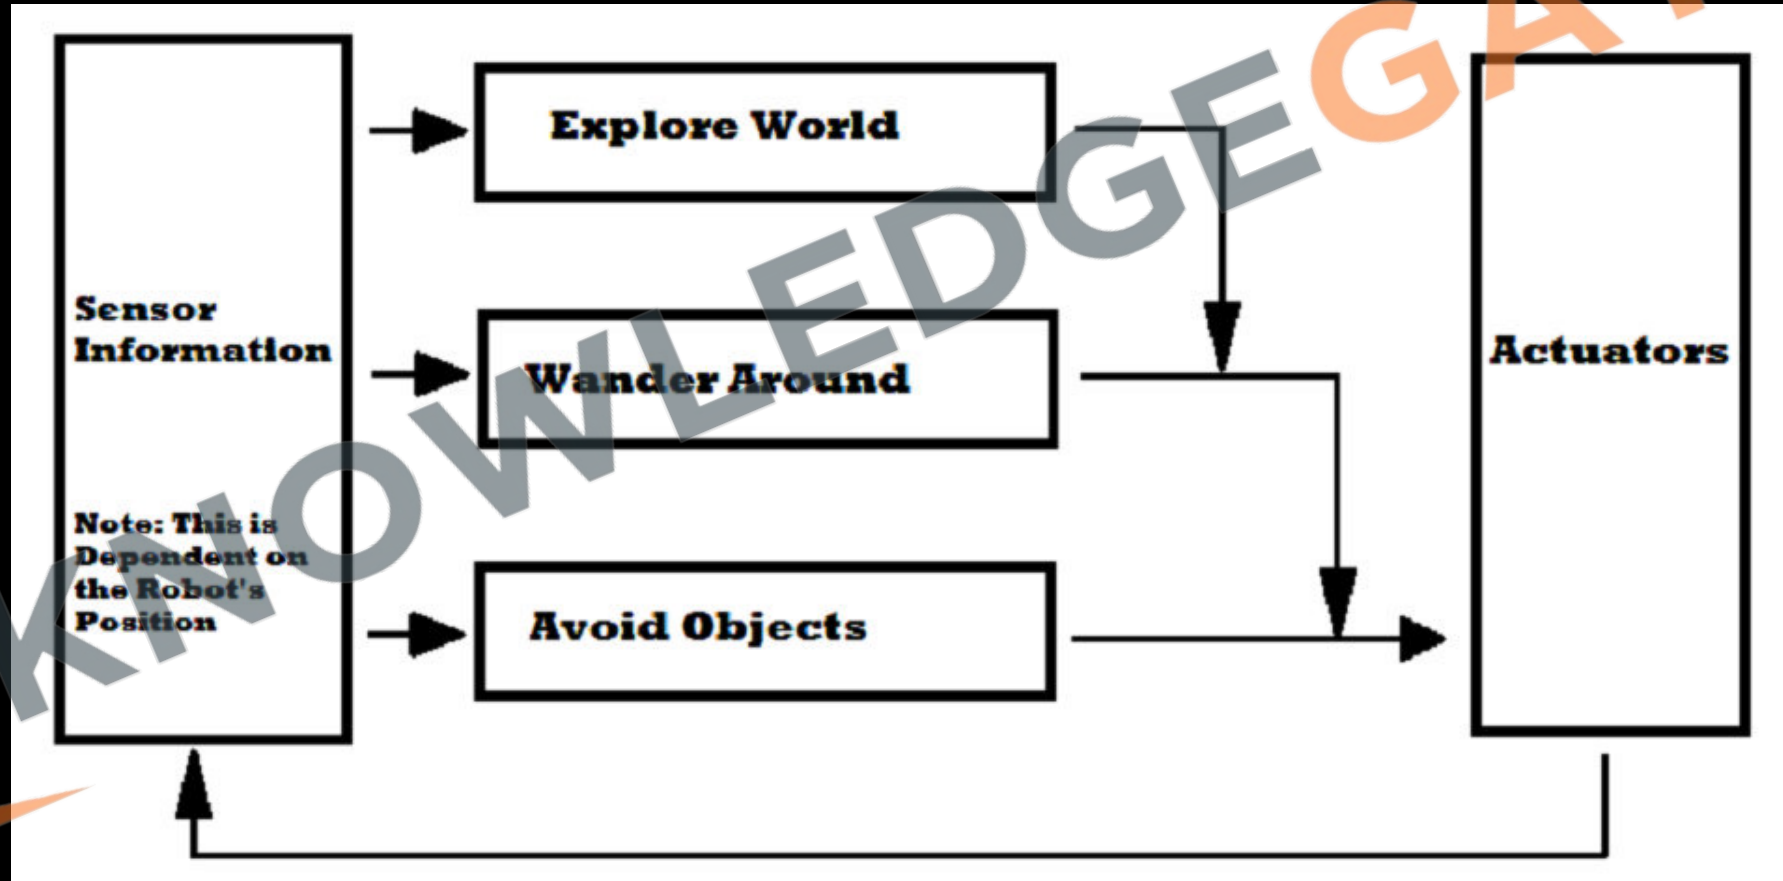 Explore World
Sensor
Information
Wander Around
Actuators
Note: This is
Dependent on
the Robot's
Position
Avoid Objects
KNOWLEDGEGA